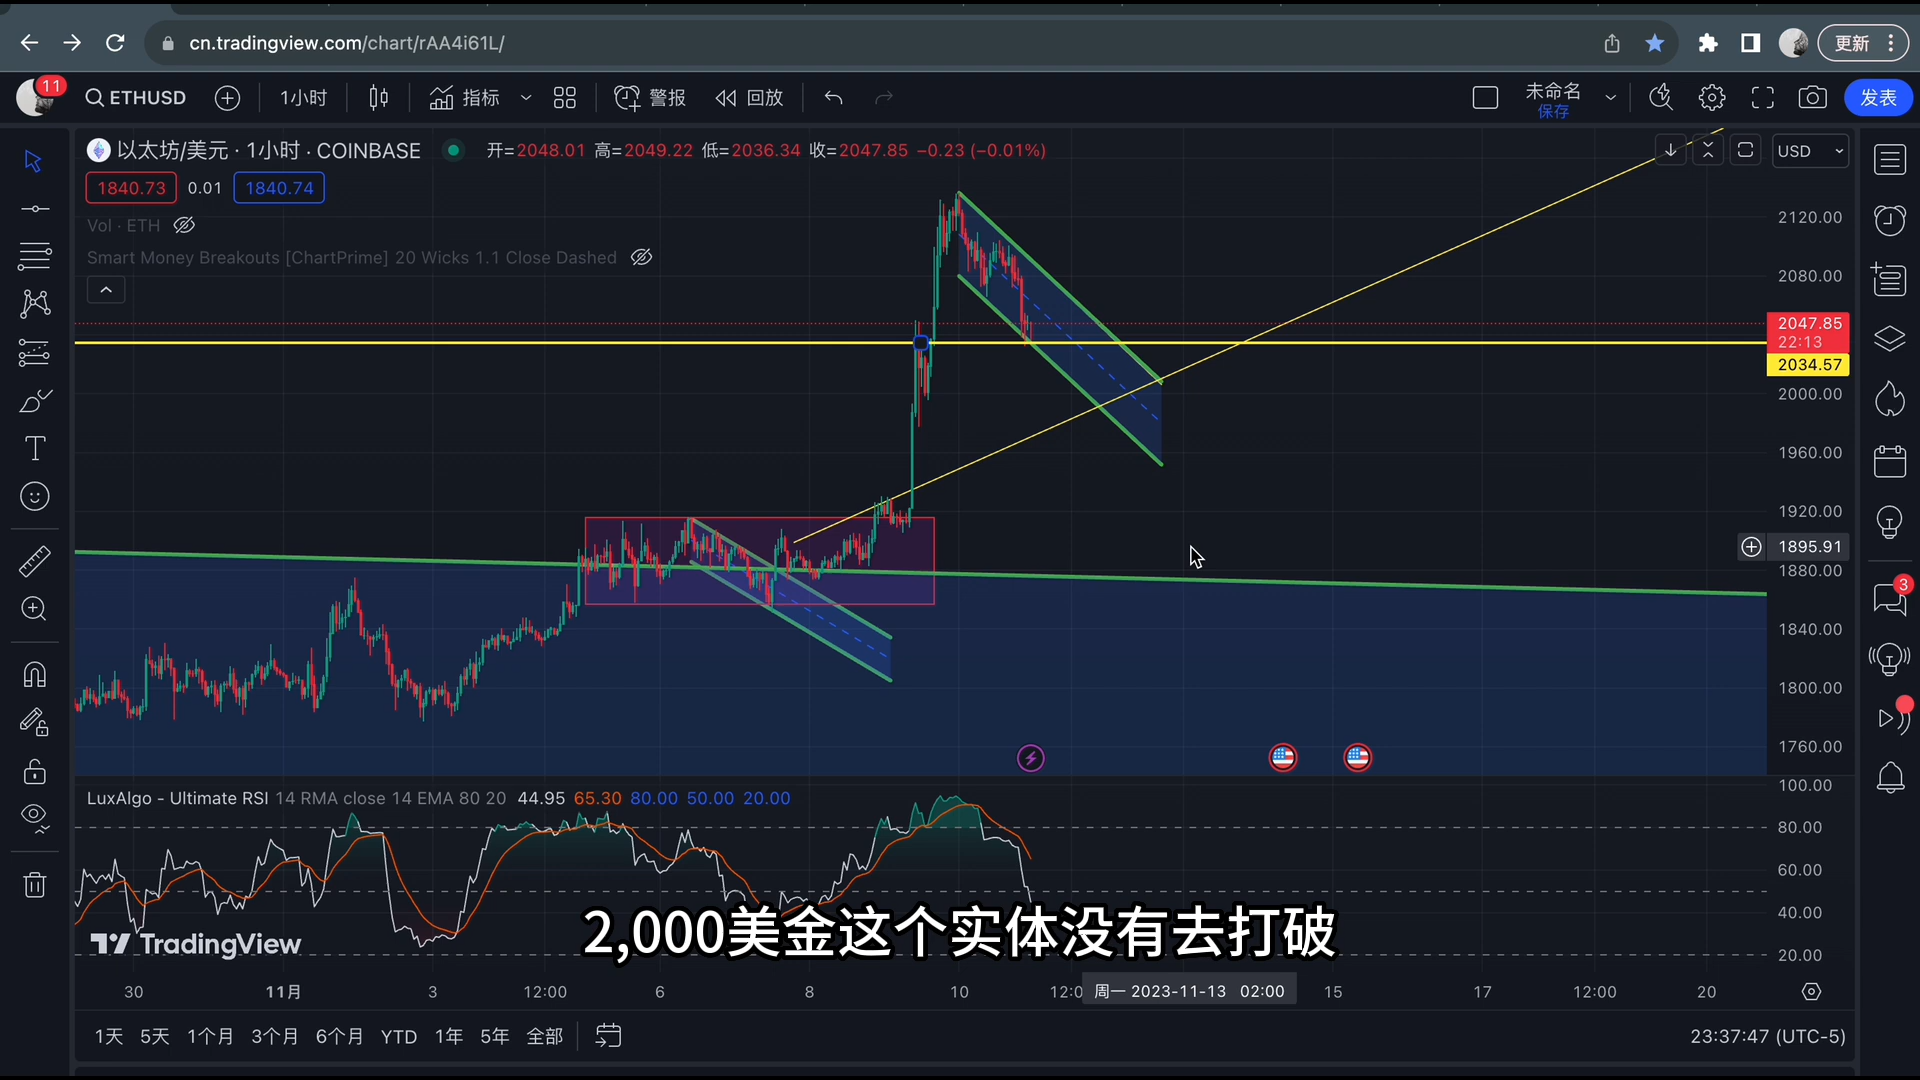 cn.tradingview.com/chart/rAA4i61L/
更新
11
ETHUSD
1小时
指标
警报
回放
未命名
保存
发表
以太坊/美元 · 1小时 · COINBASE
开=2048.01 高=2049.22 低=2036.34 收=2047.85 −0.23 (−0.01%)
USD
1840.73 0.01 1840.74
Vol · ETH
Smart Money Breakouts [ChartPrime] 20 Wicks 1.1 Close Dashed
2120.00
2080.00
2047.85
22:13
2034.57
2000.00
1960.00
1920.00
1895.91
1880.00
1840.00
1800.00
1760.00
3
LuxAlgo - Ultimate RSI 14 RMA close 14 EMA 80 20 44.95 65.30 80.00 50.00 20.00
100.00
80.00
60.00
40.00
20.00
TradingView
2,000美金这个实体没有去打破
30 11月 3 12:00 6 8 10 12:0 周一 2023-11-13 02:00 15 17 12:00 20
1天 5天 1个月 3个月 6个月 YTD 1年 5年 全部
23:37:47 (UTC-5)